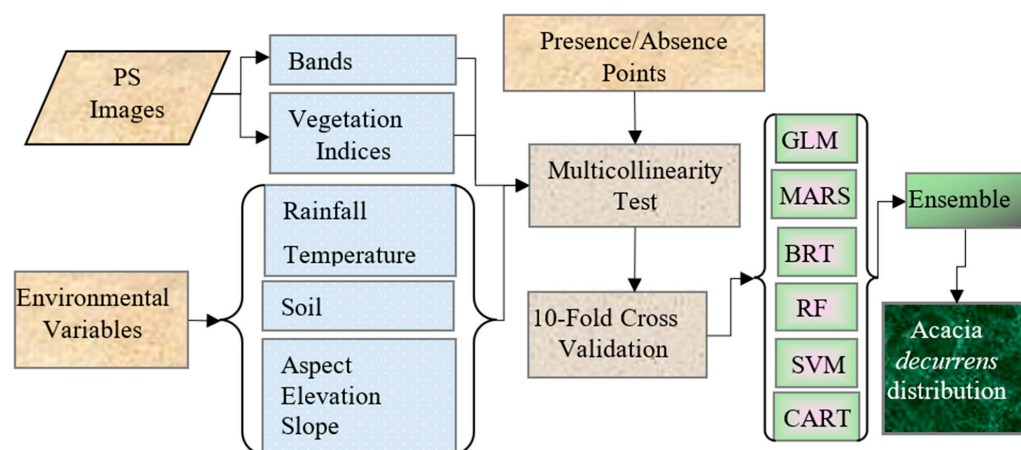 PS
Images
Bands
Vegetation
Indices
Presence/Absence
Points
Environmental
Variables
Rainfall
Temperature
Soil
Aspect
Elevation
Slope
Multicollinearity
Test
10-Fold Cross
Validation
GLM
MARS
BRT
RF
SVM
CART
Ensemble
Acacia
decurrens
distribution